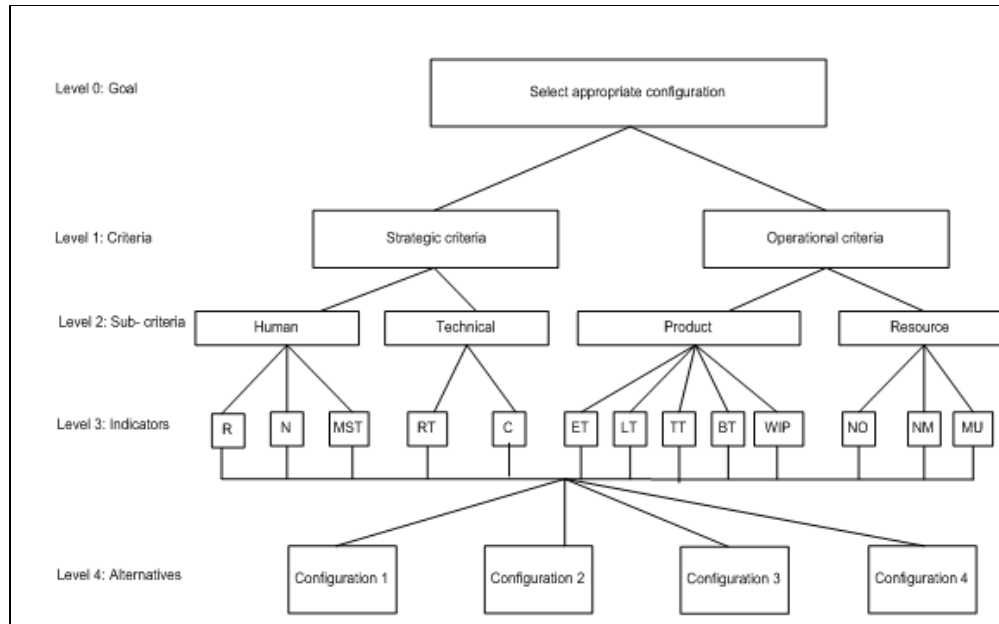 Level 0: Goal
Select appropriate configuration
Level 1: Criteria
Strategic criteria
Operational criteria
Level 2: Sub- criteria
Human
Technical
Product
Resource
Level 3: Indicators
R
N
MST
RT
C
ET
LT
TT
BT
WIP
NO
NM
MU
Level 4: Alternatives
Configuration 1
Configuration 2
Configuration 3
Configuration 4